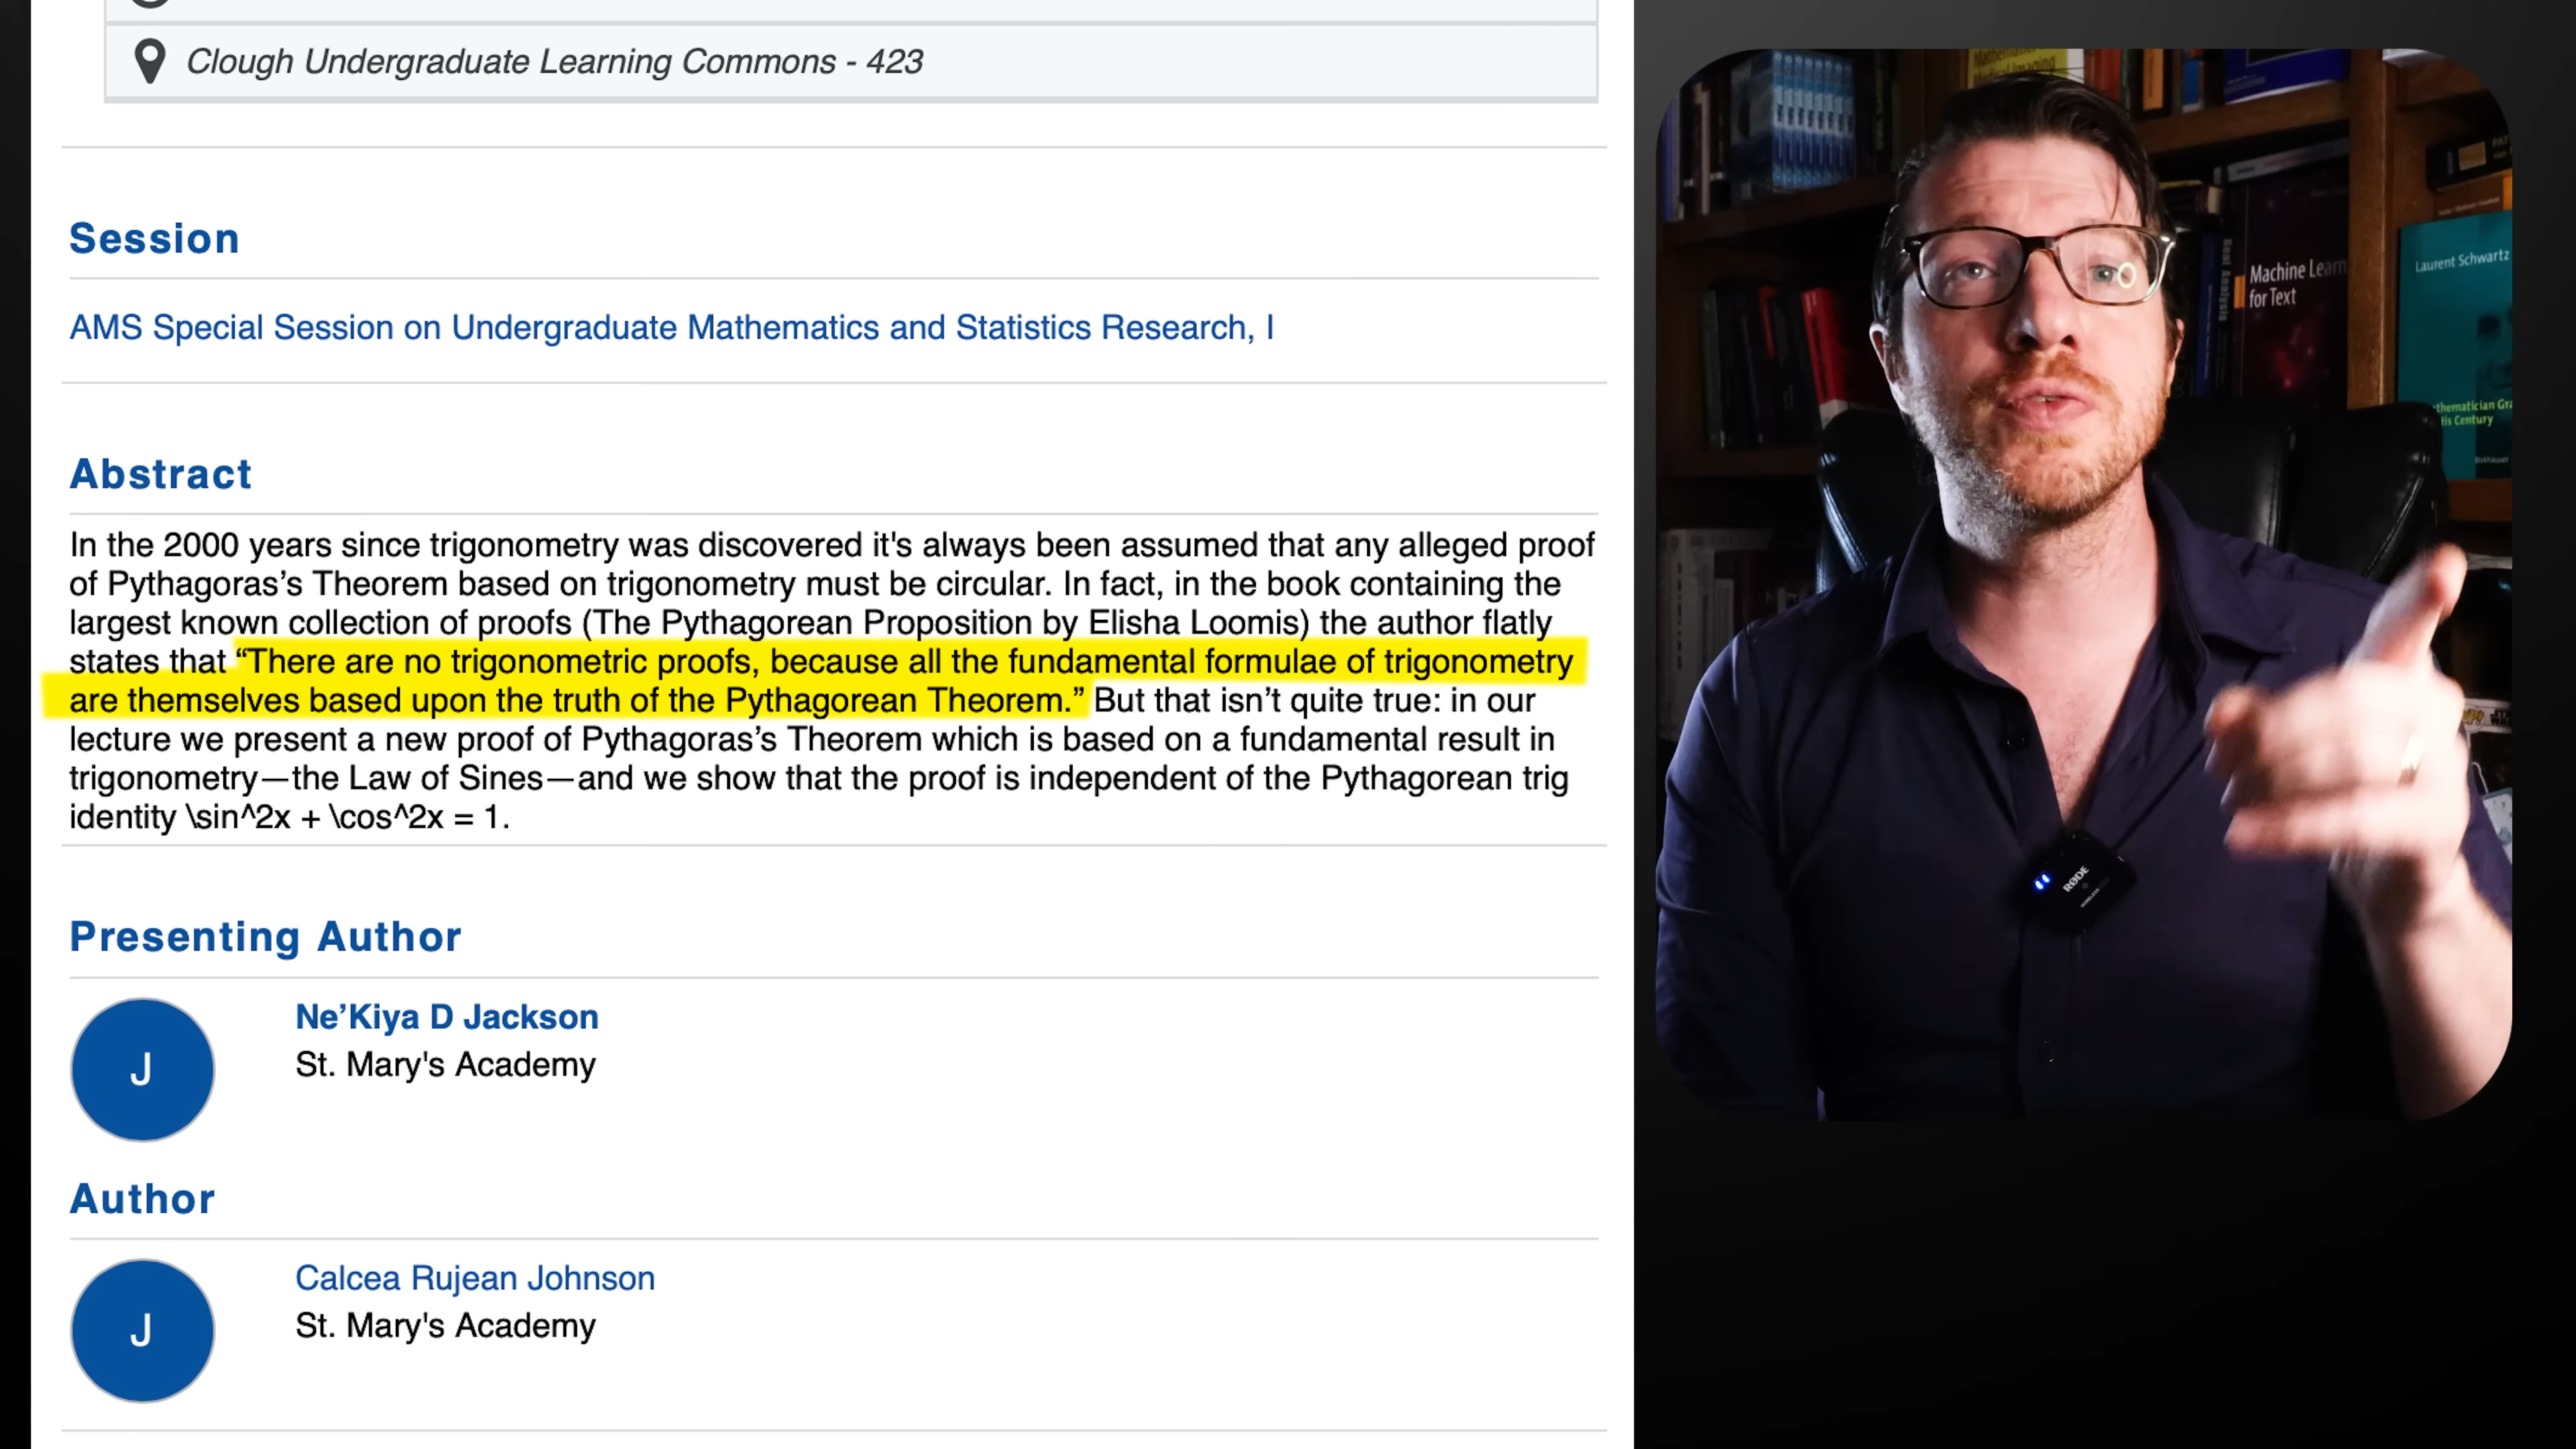 Clough Undergraduate Learning Commons - 423
Session
AMS Special Session on Undergraduate Mathematics and Statistics Research, I
Abstract
In the 2000 years since trigonometry was discovered it's always been assumed that any alleged proof
of Pythagoras’s Theorem based on trigonometry must be circular. In fact, in the book containing the
largest known collection of proofs (The Pythagorean Proposition by Elisha Loomis) the author flatly
states that “There are no trigonometric proofs, because all the fundamental formulae of trigonometry
are themselves based upon the truth of the Pythagorean Theorem.” But that isn’t quite true: in our
lecture we present a new proof of Pythagoras’s Theorem which is based on a fundamental result in
trigonometry—the Law of Sines—and we show that the proof is independent of the Pythagorean trig
identity \sin^2x + \cos^2x = 1.
Presenting Author
J
Ne’Kiya D Jackson
St. Mary's Academy
Author
J
Calcea Rujean Johnson
St. Mary's Academy
Real Analysis
Machine Learn
for Text
Laurent Schwartz
thematician Gra
His Century
Birkhäuser
RØDE